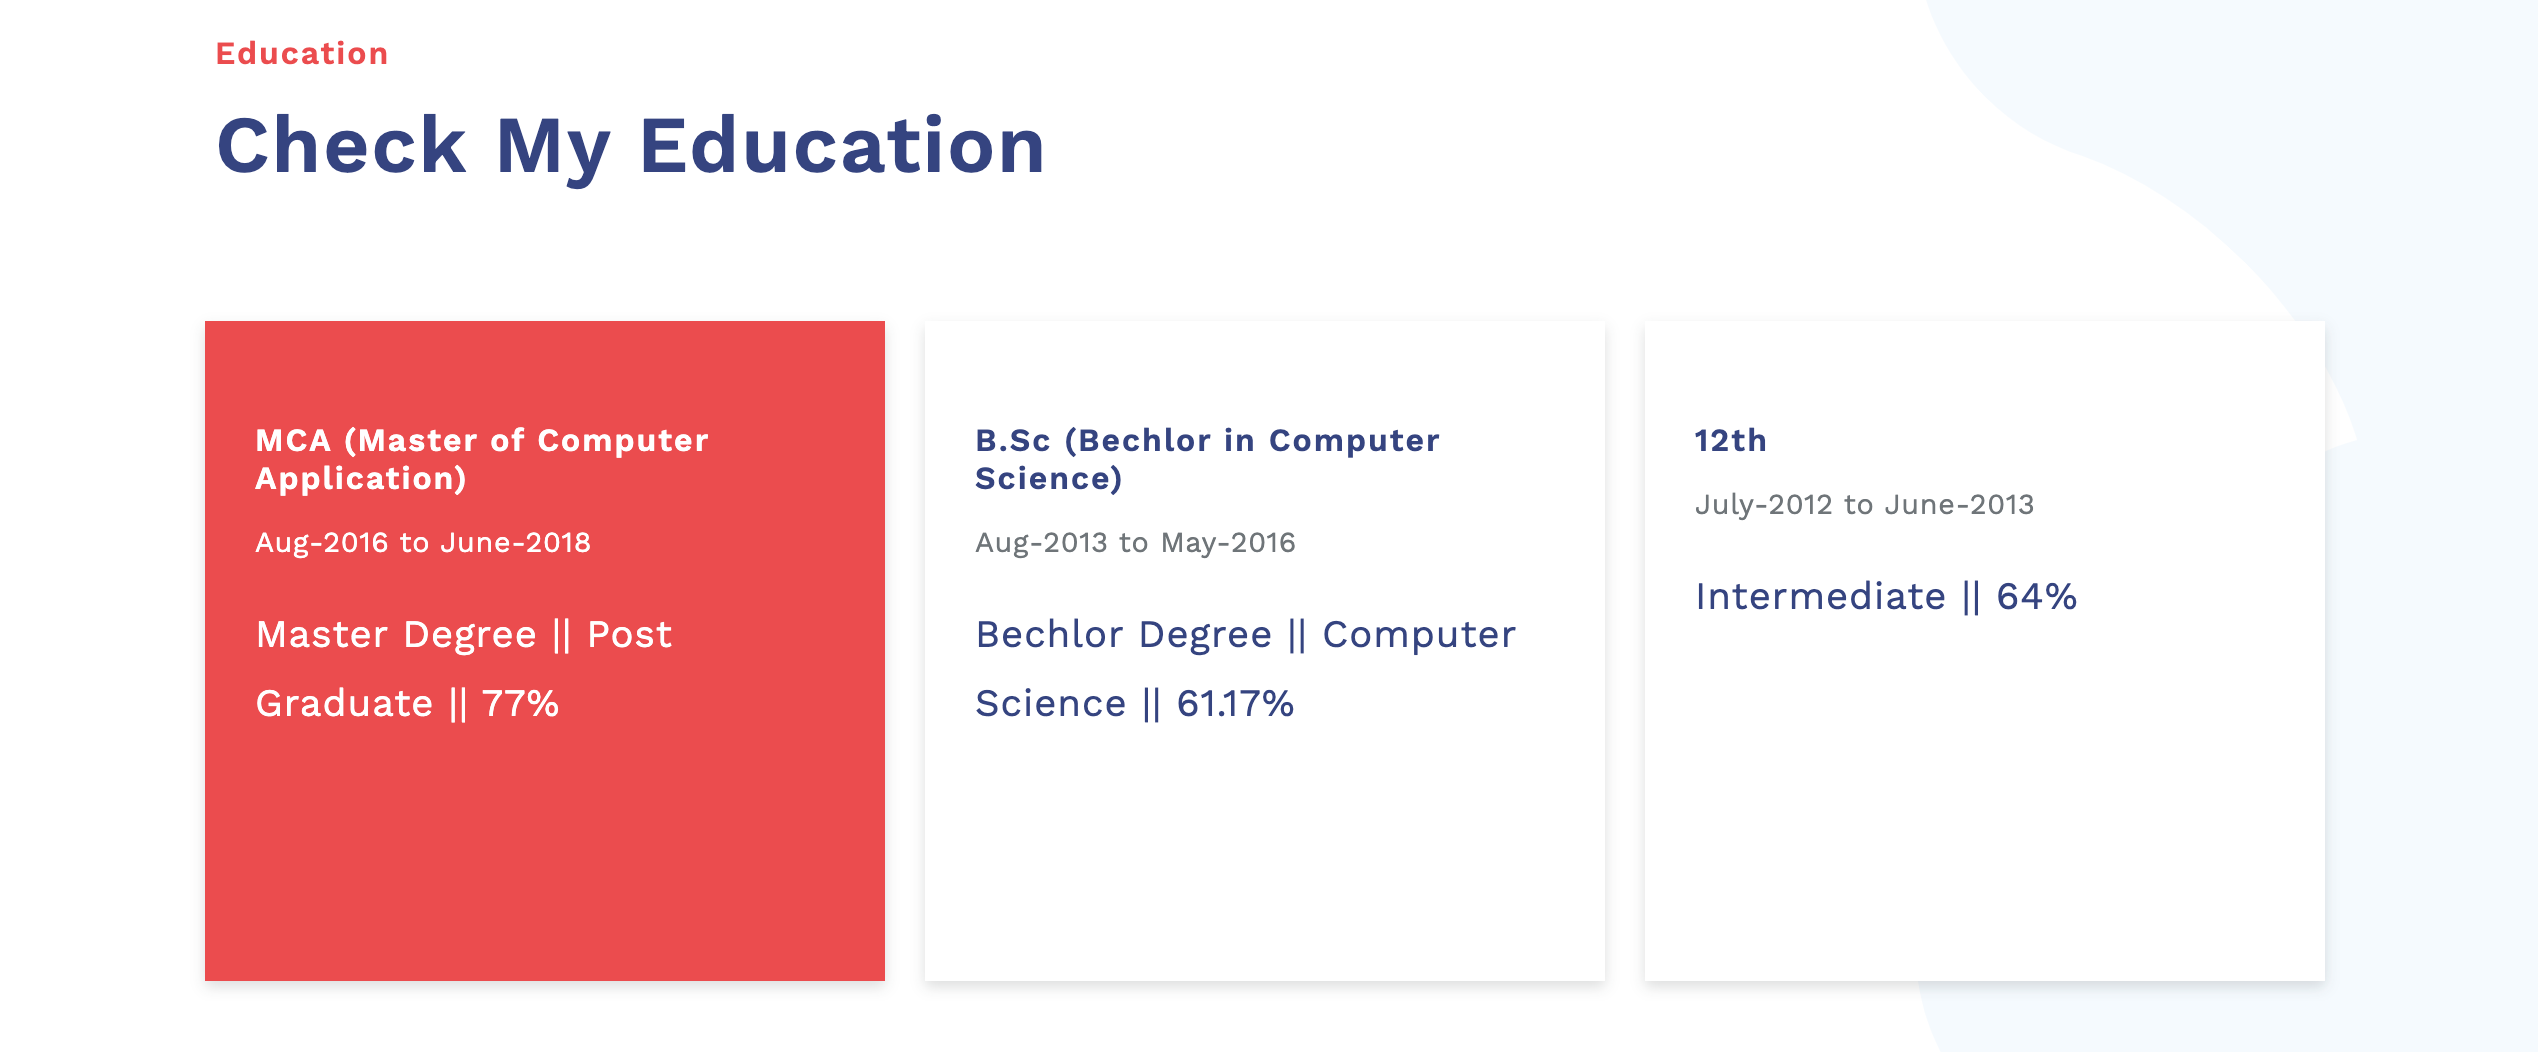 Education
Check My Education
MCA (Master of Computer
Application)
Aug-2016 to June-2018
Master Degree || Post
Graduate || 77%
B.Sc (Bechlor in Computer
Science)
Aug-2013 to May-2016
Bechlor Degree || Computer
Science || 61.17%
12th
July-2012 to June-2013
Intermediate || 64%